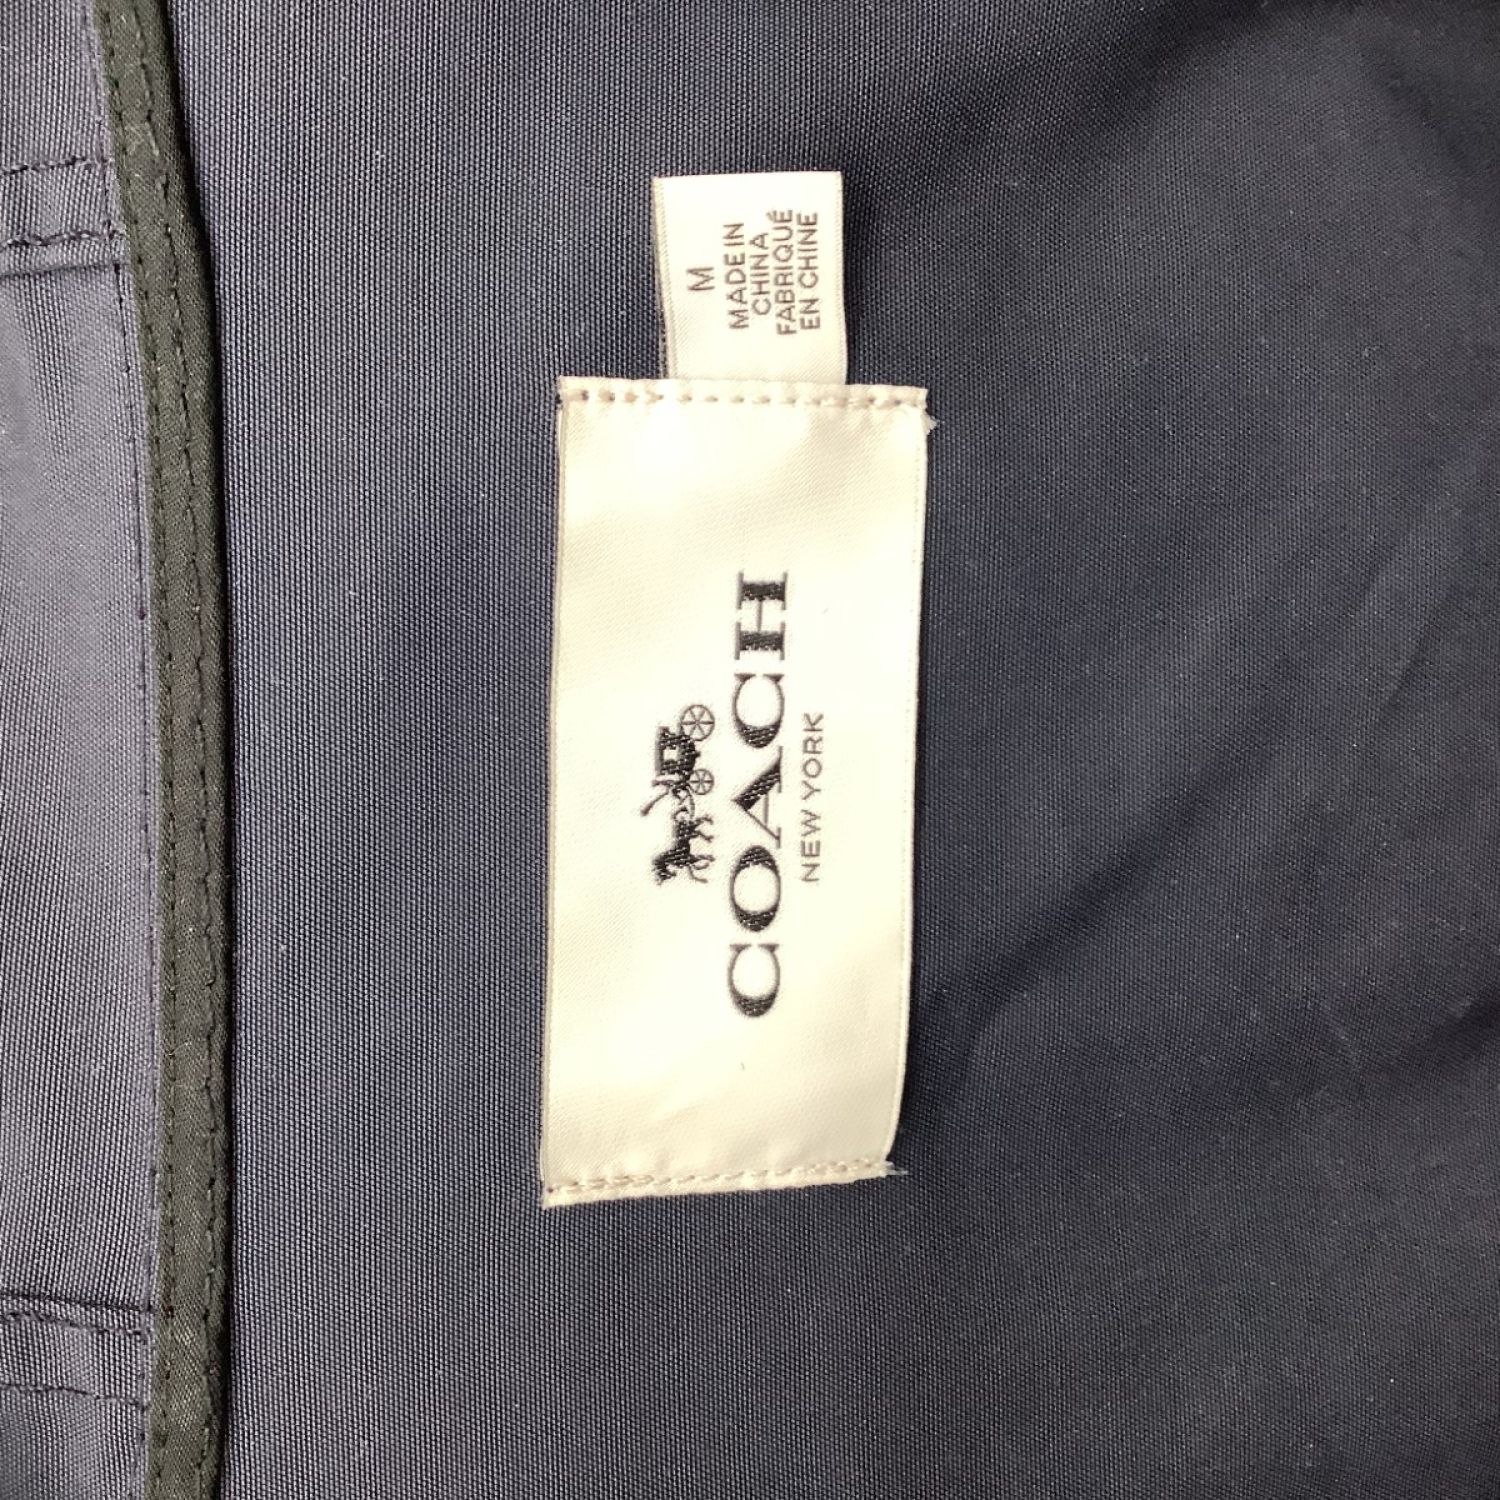 M
MADE IN
CHINA
FABRIQUÉ
EN CHINE
COACH
NEW YORK